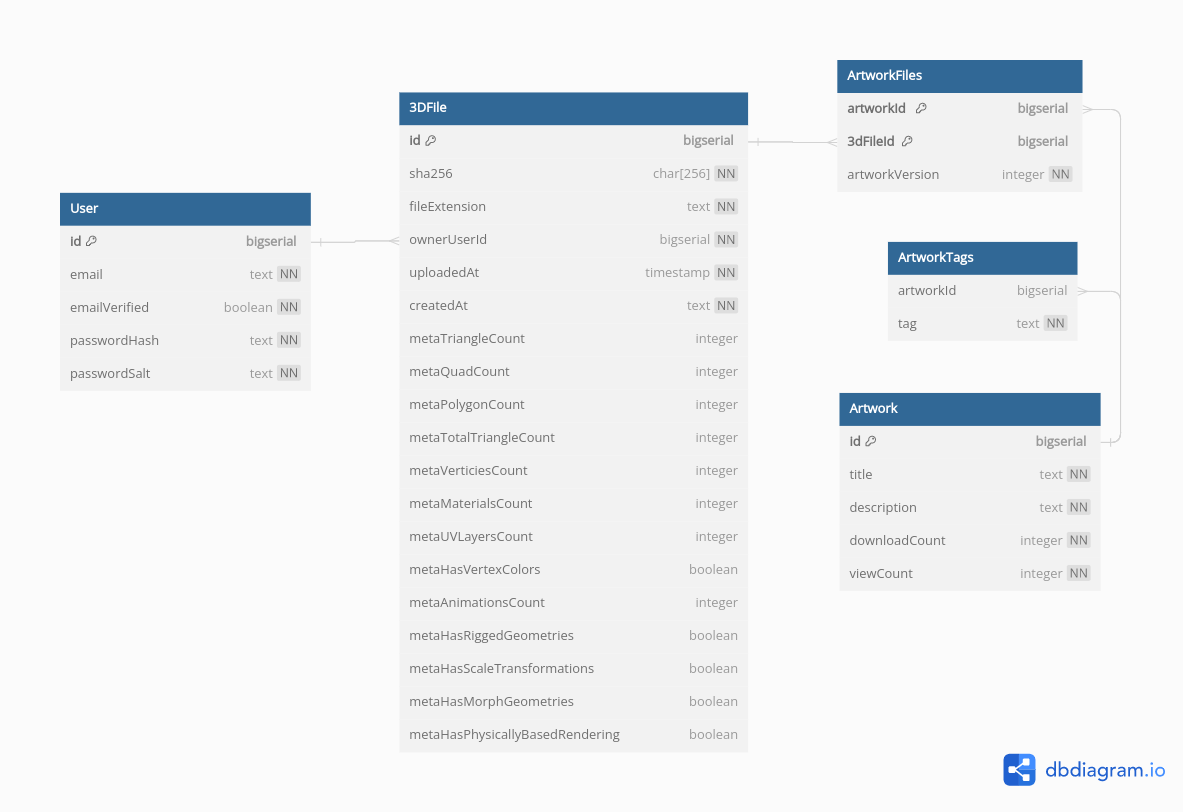 User
id bigserial
email text NN
emailVerified boolean NN
passwordHash text NN
passwordSalt text NN
3DFile
id bigserial
sha256 char[256] NN
fileExtension text NN
ownerUserId bigserial NN
uploadedAt timestamp NN
createdAt text NN
metaTriangleCount integer
metaQuadCount integer
metaPolygonCount integer
metaTotalTriangleCount integer
metaVerticiesCount integer
metaMaterialsCount integer
metaUVLayersCount integer
metaHasVertexColors boolean
metaAnimationsCount integer
metaHasRiggedGeometries boolean
metaHasScaleTransformations boolean
metaHasMorphGeometries boolean
metaHasPhysicallyBasedRendering boolean
ArtworkFiles
artworkId bigserial
3dFileId bigserial
artworkVersion integer NN
ArtworkTags
artworkId bigserial
tag text NN
Artwork
id bigserial
title text NN
description text NN
downloadCount integer NN
viewCount integer NN
dbdiagram.io